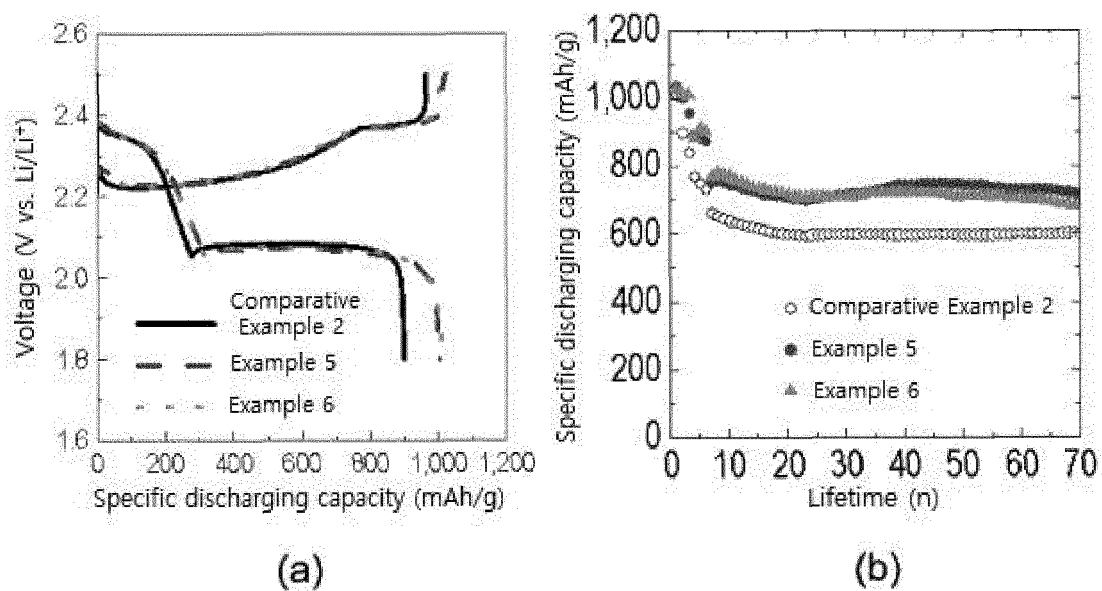 2.6
2.4
2.2
2.0
1.8
1.6
Voltage (V vs. Li/Li⁺)
Comparative
Example 2
Example 5
Example 6
0 200 400 600 800 1,000 1,200
Specific discharging capacity (mAh/g)
(a)
1,200
1,000
800
600
400
200
0
Specific discharging capacity (mAh/g)
Comparative Example 2
Example 5
Example 6
0 10 20 30 40 50 60 70
Lifetime (n)
(b)